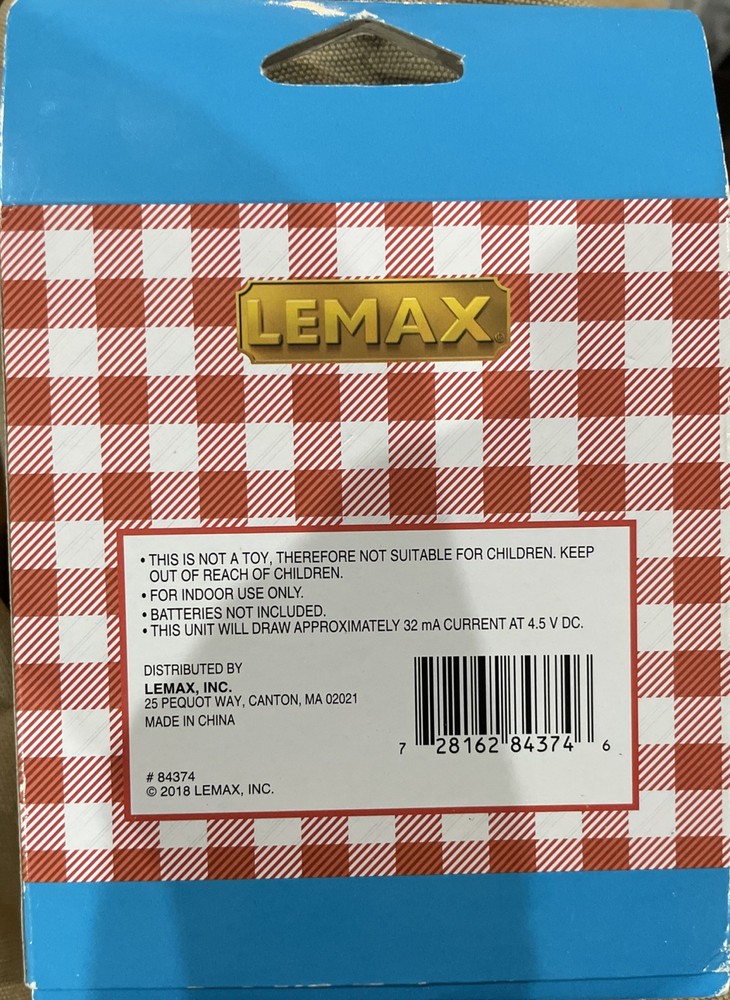 LEMAX
• THIS IS NOT A TOY, THEREFORE NOT SUITABLE FOR CHILDREN. KEEP
OUT OF REACH OF CHILDREN.
• FOR INDOOR USE ONLY.
• BATTERIES NOT INCLUDED.
• THIS UNIT WILL DRAW APPROXIMATELY 32 mA CURRENT AT 4.5 V DC.
DISTRIBUTED BY
LEMAX, INC.
25 PEQUOT WAY, CANTON, MA 02021
MADE IN CHINA
7 28162 84374 6
# 84374
© 2018 LEMAX, INC.